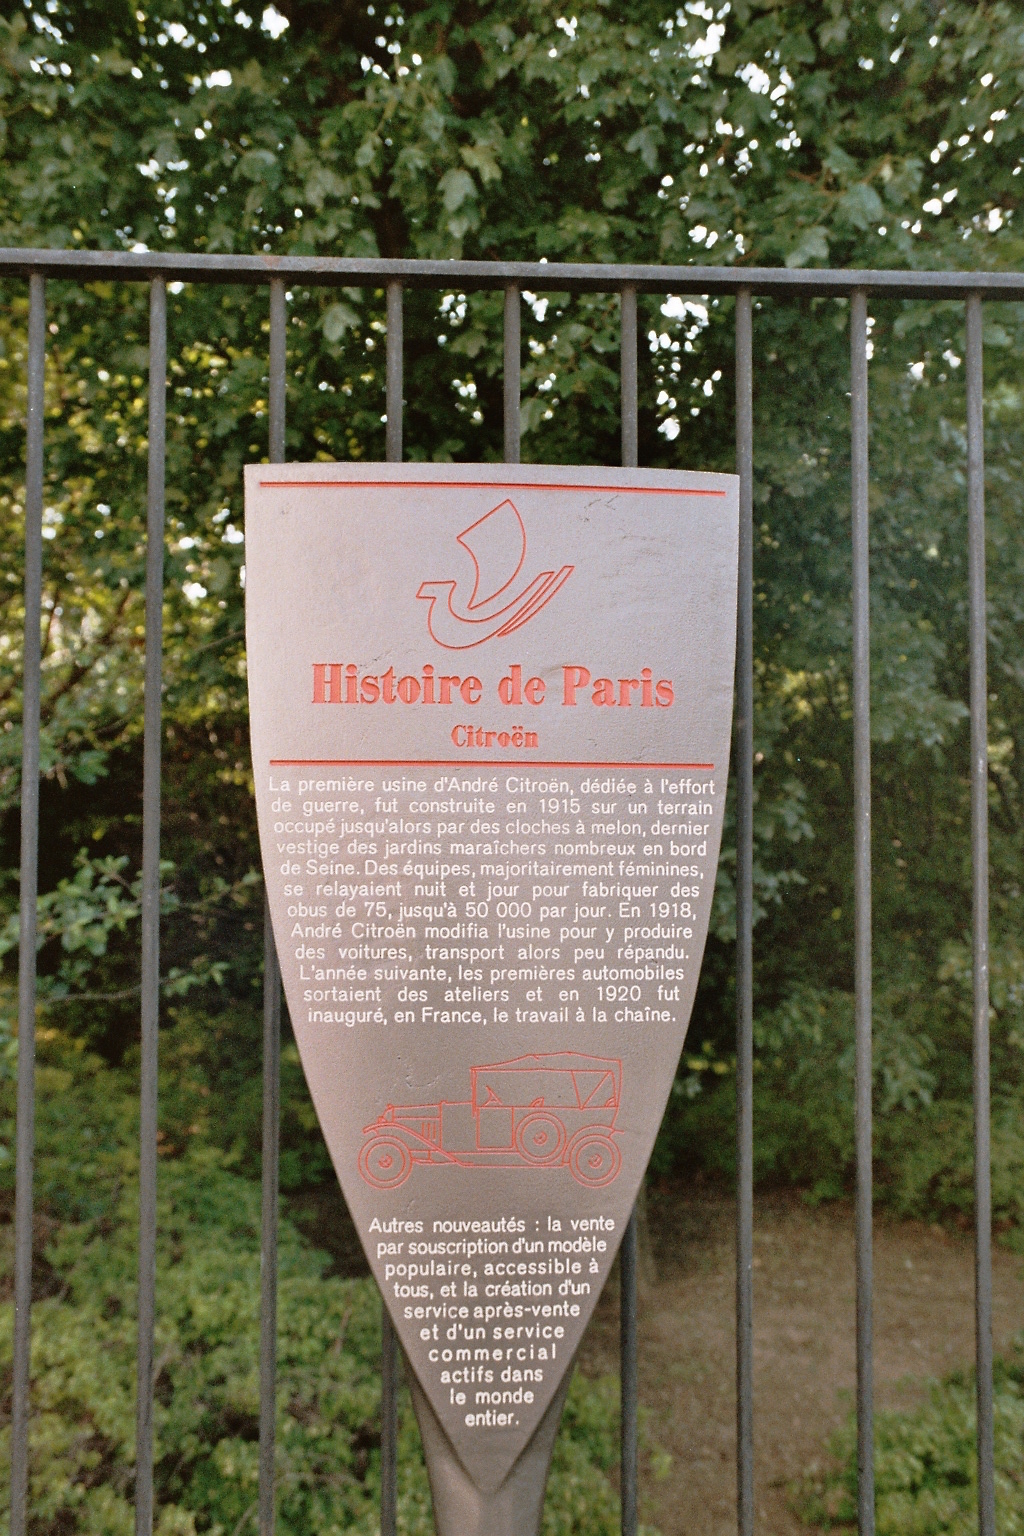 Histoire de Paris
Citroën
La première usine d'André Citroën, dédiée à l'effort
de guerre, fut construite en 1915 sur un terrain
occupé jusqu'alors par des cloches à melon, dernier
vestige des jardins maraîchers nombreux en bord
de Seine. Des équipes, majoritairement féminines,
se relayaient nuit et jour pour fabriquer des
obus de 75, jusqu'à 50 000 par jour. En 1918,
André Citroën modifia l'usine pour y produire
des voitures, transport alors peu répandu.
L'année suivante, les premières automobiles
sortaient des ateliers et en 1920 fut
inauguré, en France, le travail à la chaîne.
Autres nouveautés : la vente
par souscription d'un modèle
populaire, accessible à
tous, et la création d'un
service après-vente
et d'un service
commercial
actifs dans
le monde
entier.